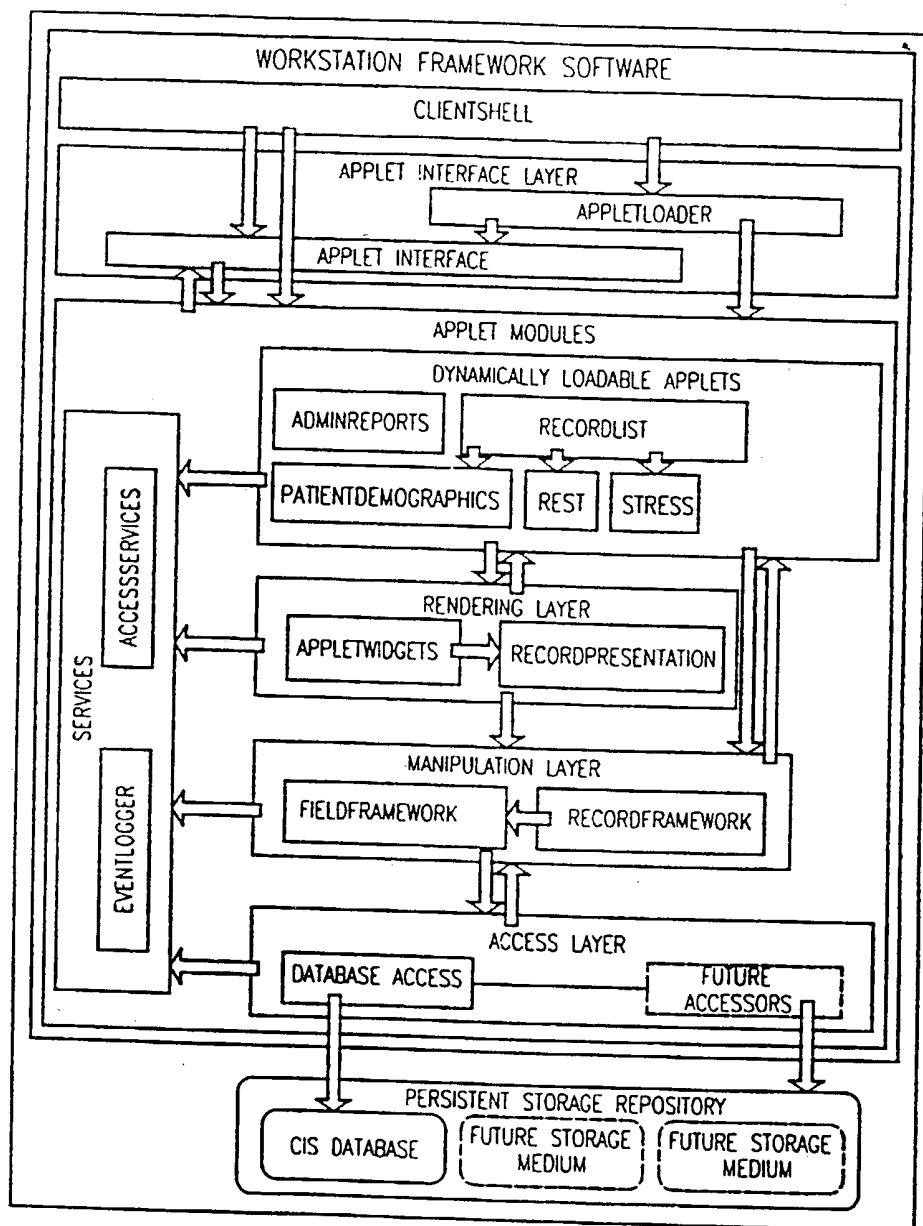 WORKSTATION FRAMEWORK SOFTWARE
CLIENTSHELL
APPLET INTERFACE LAYER
APPLETLOADER
APPLET INTERFACE
APPLET MODULES
DYNAMICALLY LOADABLE APPLETS
ADMINREPORTS
RECORDLIST
PATIENTDEMOGRAPHICS
REST
STRESS
SERVICES
ACCESSSERVICES
EVENTLOGGER
RENDERING LAYER
APPLETWIDGETS
RECORDPRESENTATION
MANIPULATION LAYER
FIELDFRAMEWORK
RECORDFRAMEWORK
ACCESS LAYER
DATABASE ACCESS
FUTURE
ACCESSORS
PERSISTENT STORAGE REPOSITORY
CIS DATABASE
FUTURE STORAGE
MEDIUM
FUTURE STORAGE
MEDIUM